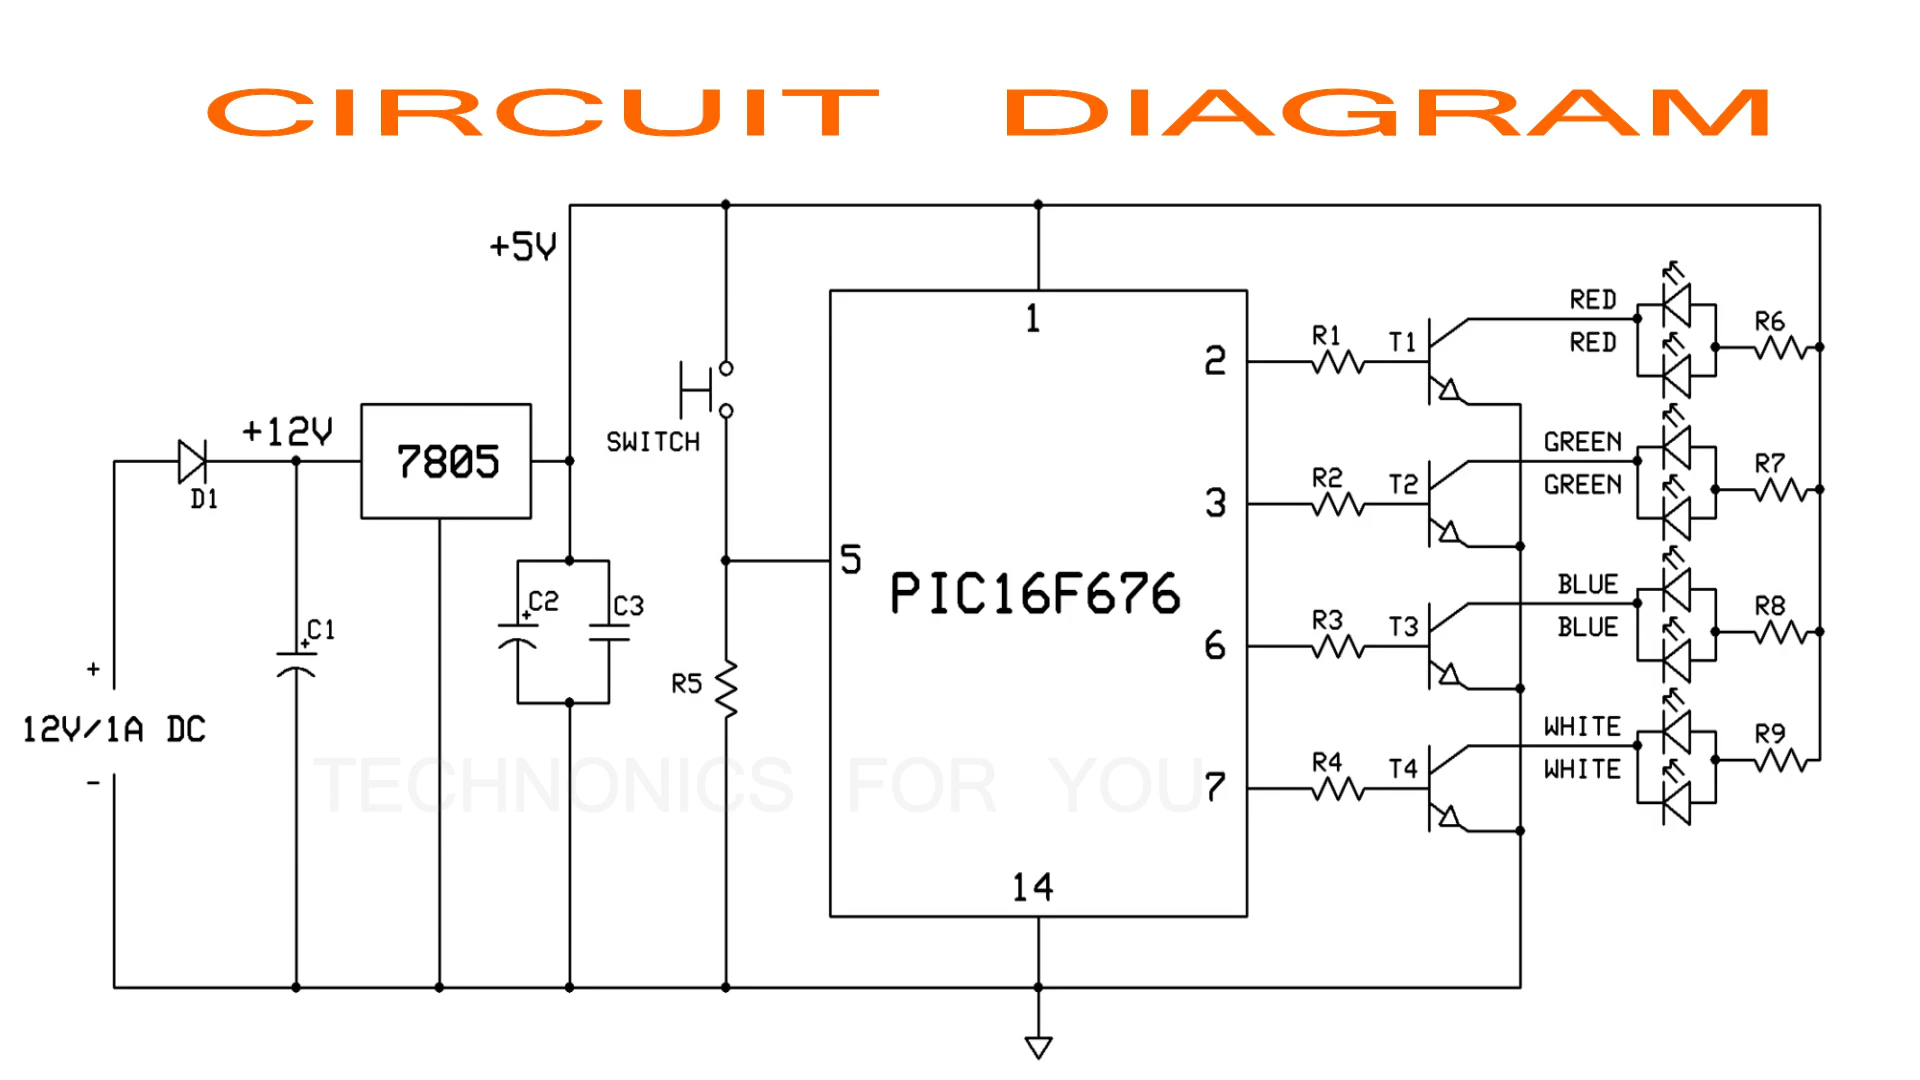 CIRCUIT DIAGRAM
+5V
+12V
7805
D1
SWITCH
C1
+
C2
+
C3
R5
+
12V/1A DC
-
PIC16F676
1
2
3
5
6
7
14
R1
T1
RED
RED
R6
R2
T2
GREEN
GREEN
R7
R3
T3
BLUE
BLUE
R8
R4
T4
WHITE
WHITE
R9
TECHNONICS FOR YOU